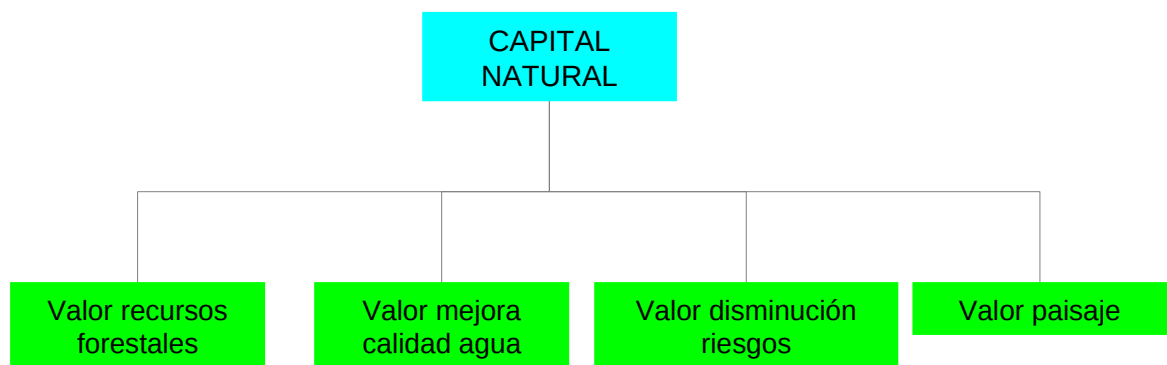 CAPITAL
NATURAL
Valor recursos
forestales
Valor mejora
calidad agua
Valor disminución
riesgos
Valor paisaje